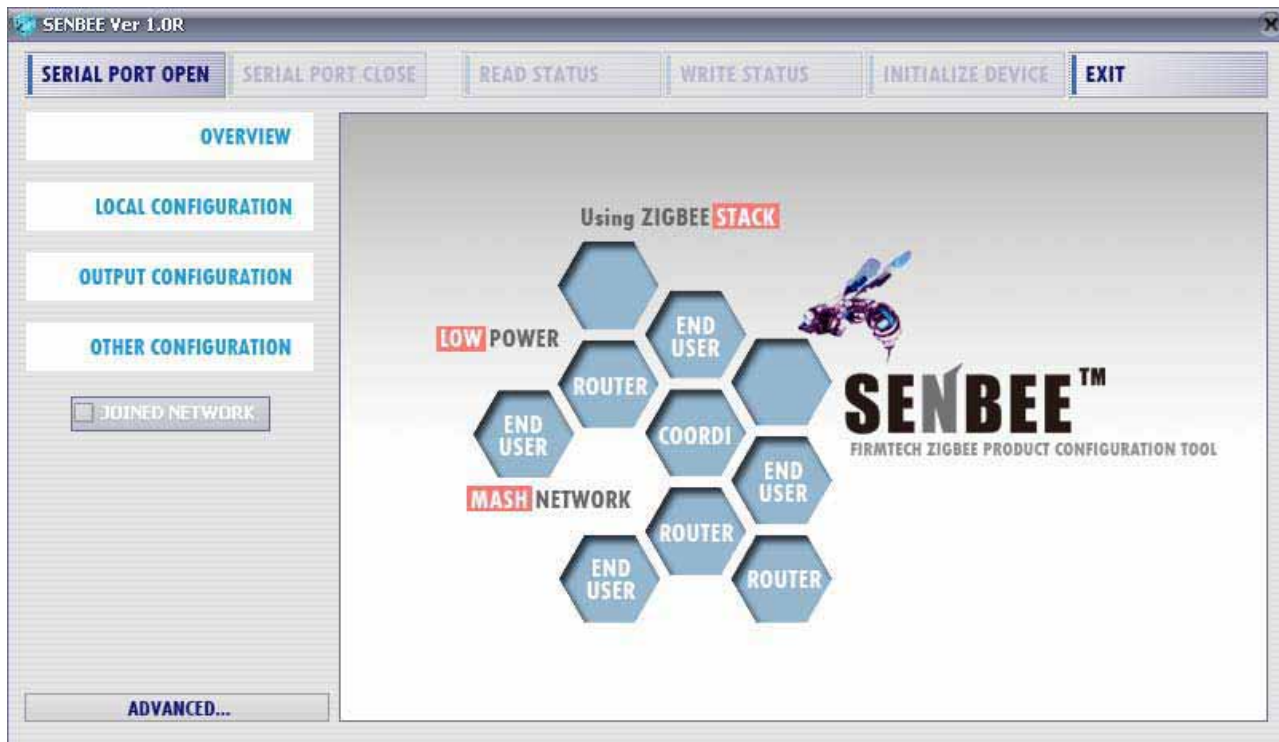 SENBEE Ver 1.0R
SERIAL PORT OPEN
SERIAL PORT CLOSE
READ STATUS
WRITE STATUS
INITIALIZE DEVICE
EXIT
OVERVIEW
LOCAL CONFIGURATION
OUTPUT CONFIGURATION
OTHER CONFIGURATION
JOINED NETWORK
ADVANCED...
Using ZIGBEE STACK
LOW POWER
END
USER
ROUTER
END
USER
COORDI
END
USER
MASH NETWORK
ROUTER
END
USER
ROUTER
SENBEE™
FIRMTECH ZIGBEE PRODUCT CONFIGURATION TOOL